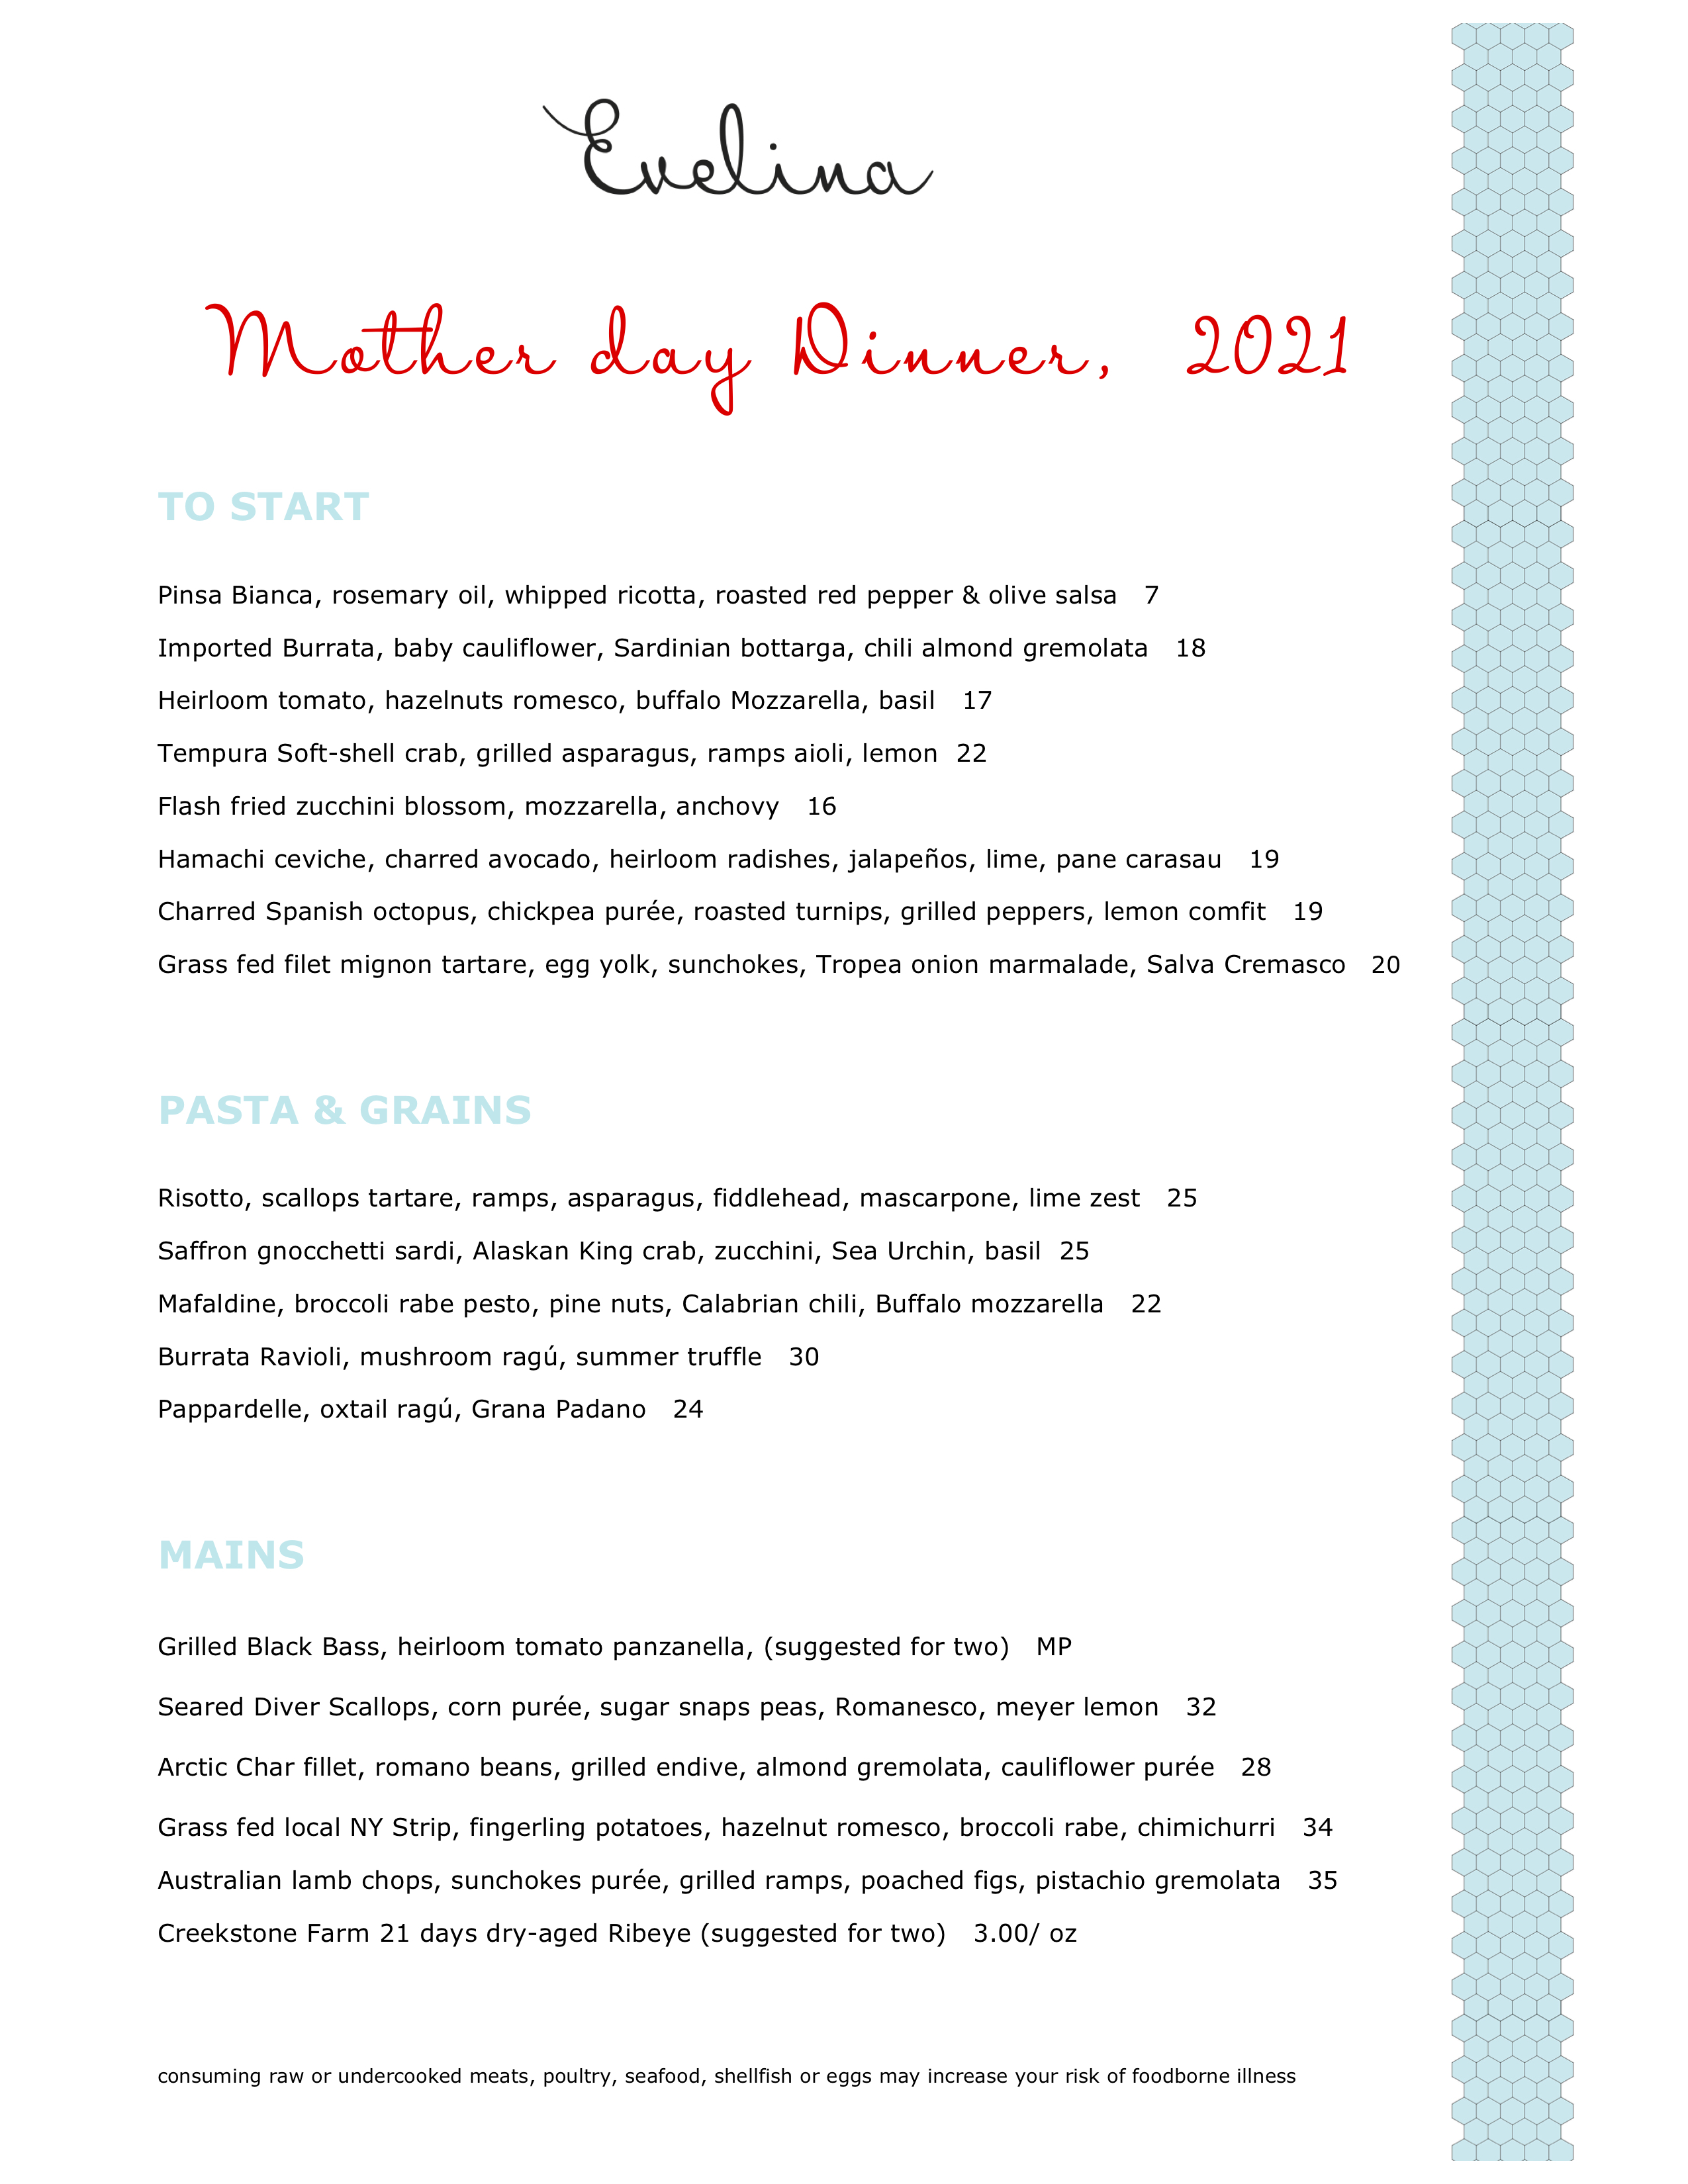 Evelina
Mother day Dinner, 2021
TO START
Pinsa Bianca, rosemary oil, whipped ricotta, roasted red pepper & olive salsa 7
Imported Burrata, baby cauliflower, Sardinian bottarga, chili almond gremolata 18
Heirloom tomato, hazelnuts romesco, buffalo Mozzarella, basil 17
Tempura Soft-shell crab, grilled asparagus, ramps aioli, lemon 22
Flash fried zucchini blossom, mozzarella, anchovy 16
Hamachi ceviche, charred avocado, heirloom radishes, jalapeños, lime, pane carasau 19
Charred Spanish octopus, chickpea purée, roasted turnips, grilled peppers, lemon comfit 19
Grass fed filet mignon tartare, egg yolk, sunchokes, Tropea onion marmalade, Salva Cremasco 20
PASTA & GRAINS
Risotto, scallops tartare, ramps, asparagus, fiddlehead, mascarpone, lime zest 25
Saffron gnocchetti sardi, Alaskan King crab, zucchini, Sea Urchin, basil 25
Mafaldine, broccoli rabe pesto, pine nuts, Calabrian chili, Buffalo mozzarella 22
Burrata Ravioli, mushroom ragú, summer truffle 30
Pappardelle, oxtail ragú, Grana Padano 24
MAINS
Grilled Black Bass, heirloom tomato panzanella, (suggested for two) MP
Seared Diver Scallops, corn purée, sugar snaps peas, Romanesco, meyer lemon 32
Arctic Char fillet, romano beans, grilled endive, almond gremolata, cauliflower purée 28
Grass fed local NY Strip, fingerling potatoes, hazelnut romesco, broccoli rabe, chimichurri 34
Australian lamb chops, sunchokes purée, grilled ramps, poached figs, pistachio gremolata 35
Creekstone Farm 21 days dry-aged Ribeye (suggested for two) 3.00/ oz
consuming raw or undercooked meats, poultry, seafood, shellfish or eggs may increase your risk of foodborne illness